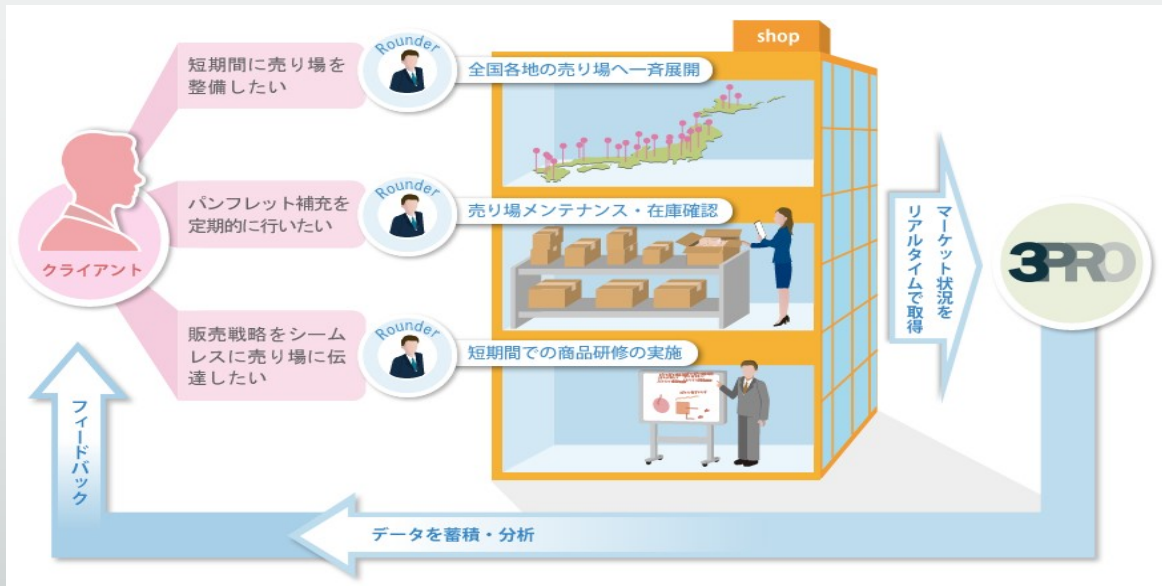 shop
短期間に売り場を
整備したい
Rounder
全国各地の売り場へ一斉展開
パンフレット補充を
定期的に行いたい
Rounder
売り場メンテナンス・在庫確認
クライアント
販売戦略をシーム
レスに売り場に伝
達したい
Rounder
短期間での商品研修の実施
マーケット状況を
リアルタイムで取得
3PRO
フィードバック
データを蓄積・分析